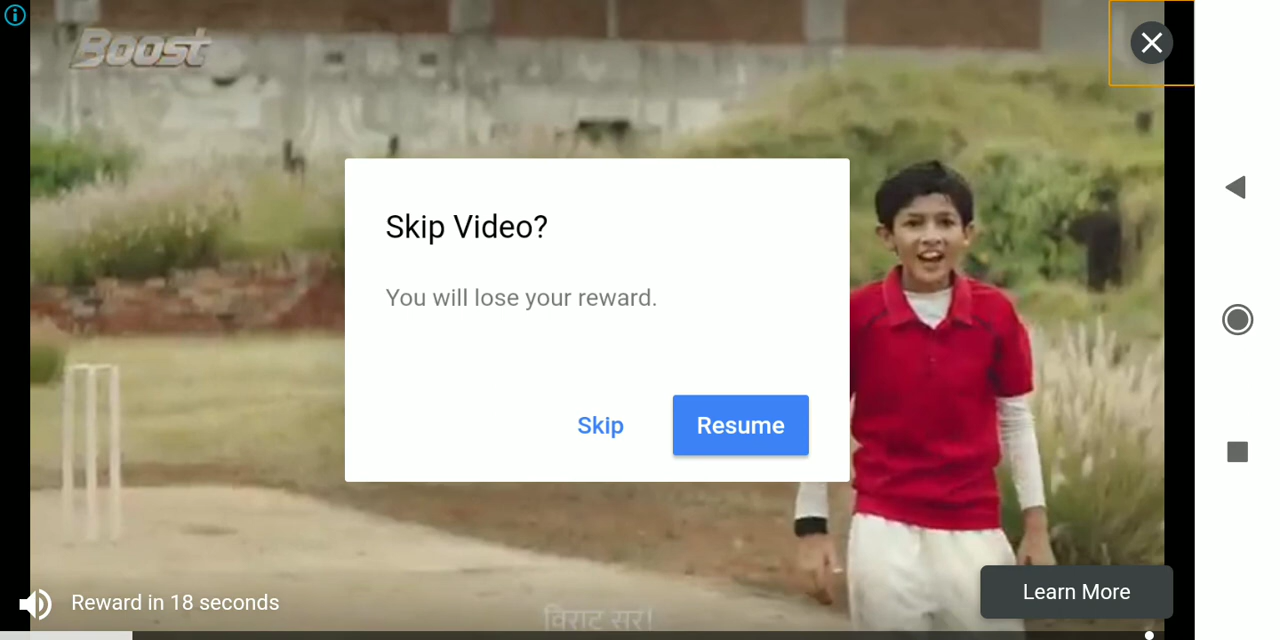 Boost
Skip Video?
You will lose your reward.
Skip
Resume
Learn More
Reward in 18 seconds
विराट सर!